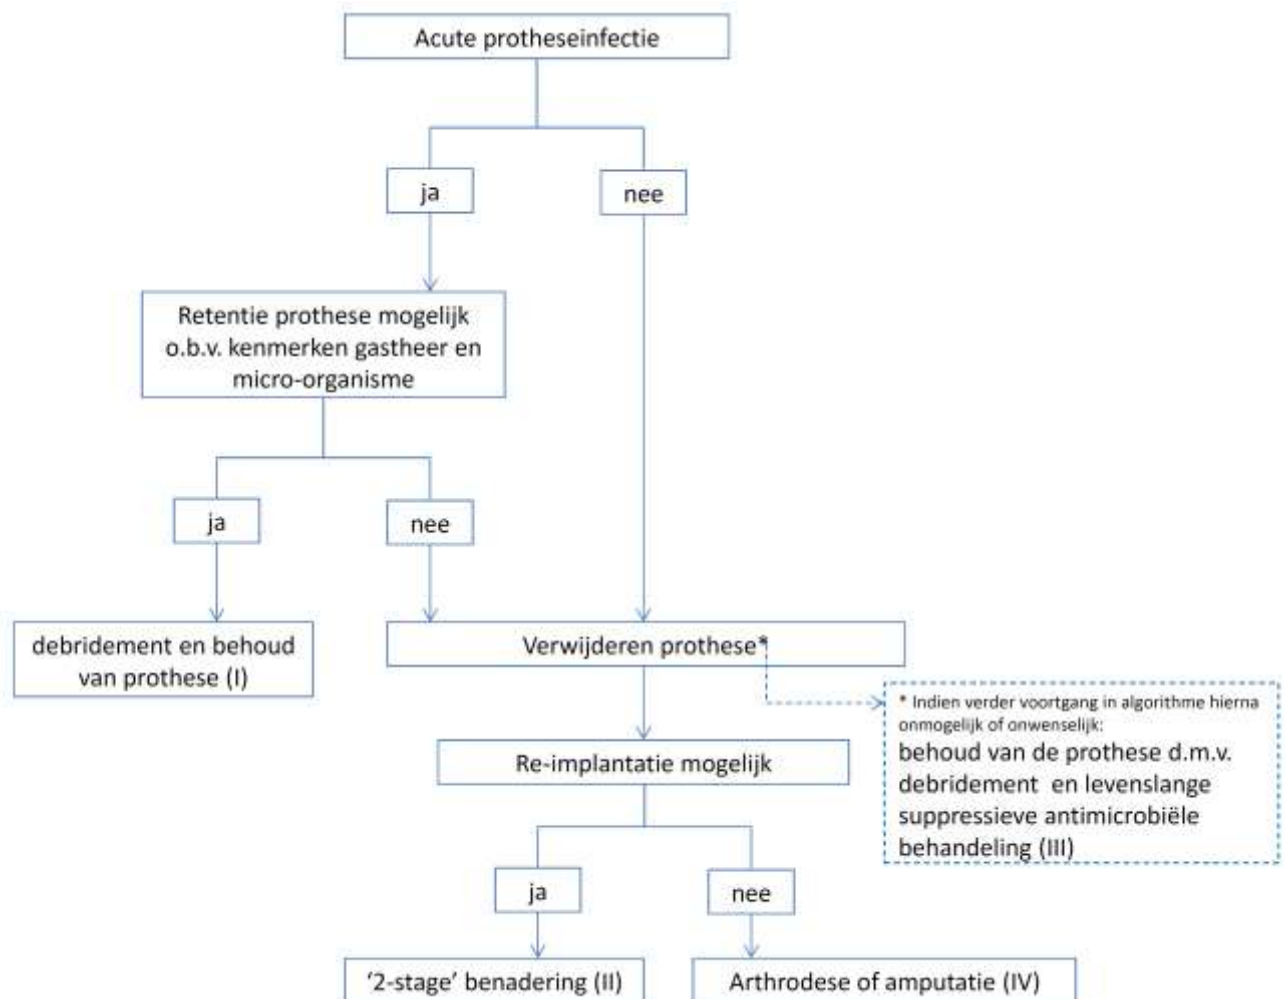 Acute protheseinfectie
ja
nee
Retentie prothese mogelijk
o.b.v. kenmerken gastheer en
micro-organisme
ja
nee
debridement en behoud
van prothese (I)
Verwijderen prothese*
* Indien verder voortgang in algorithme hierna
onmogelijk of onwenselijk:
behoud van de prothese d.m.v.
debridement en levenslange
suppressieve antimicrobiële
behandeling (III)
Re-implantatie mogelijk
ja
nee
‘2-stage’ benadering (II)
Arthrodese of amputatie (IV)